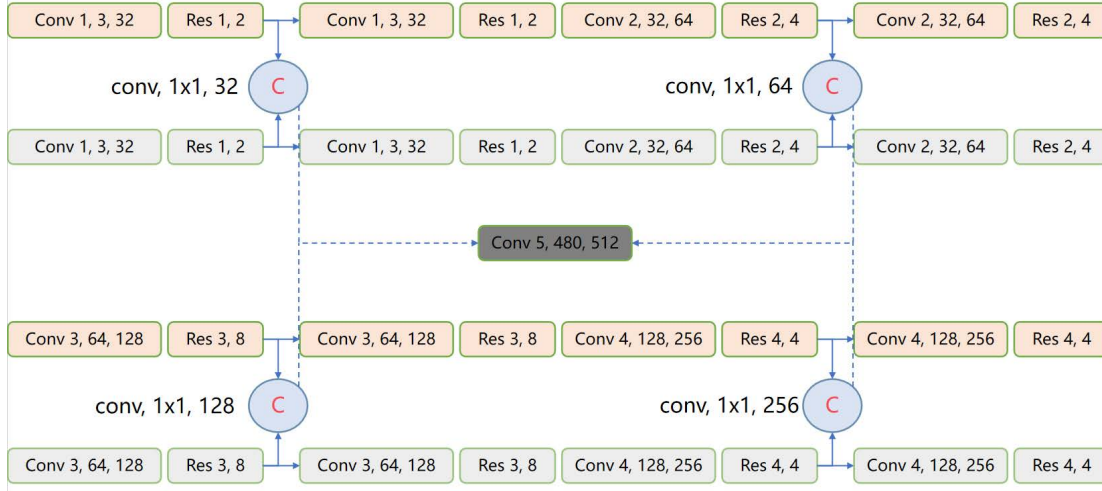 Conv 1, 3, 32 Res 1, 2 Conv 1, 3, 32 Res 1, 2 Conv 2, 32, 64 Res 2, 4 Conv 2, 32, 64 Res 2, 4
conv, 1x1, 32 C conv, 1x1, 64 C
Conv 1, 3, 32 Res 1, 2 Conv 1, 3, 32 Res 1, 2 Conv 2, 32, 64 Res 2, 4 Conv 2, 32, 64 Res 2, 4
Conv 5, 480, 512
Conv 3, 64, 128 Res 3, 8 Conv 3, 64, 128 Res 3, 8 Conv 4, 128, 256 Res 4, 4 Conv 4, 128, 256 Res 4, 4
conv, 1x1, 128 C conv, 1x1, 256 C
Conv 3, 64, 128 Res 3, 8 Conv 3, 64, 128 Res 3, 8 Conv 4, 128, 256 Res 4, 4 Conv 4, 128, 256 Res 4, 4